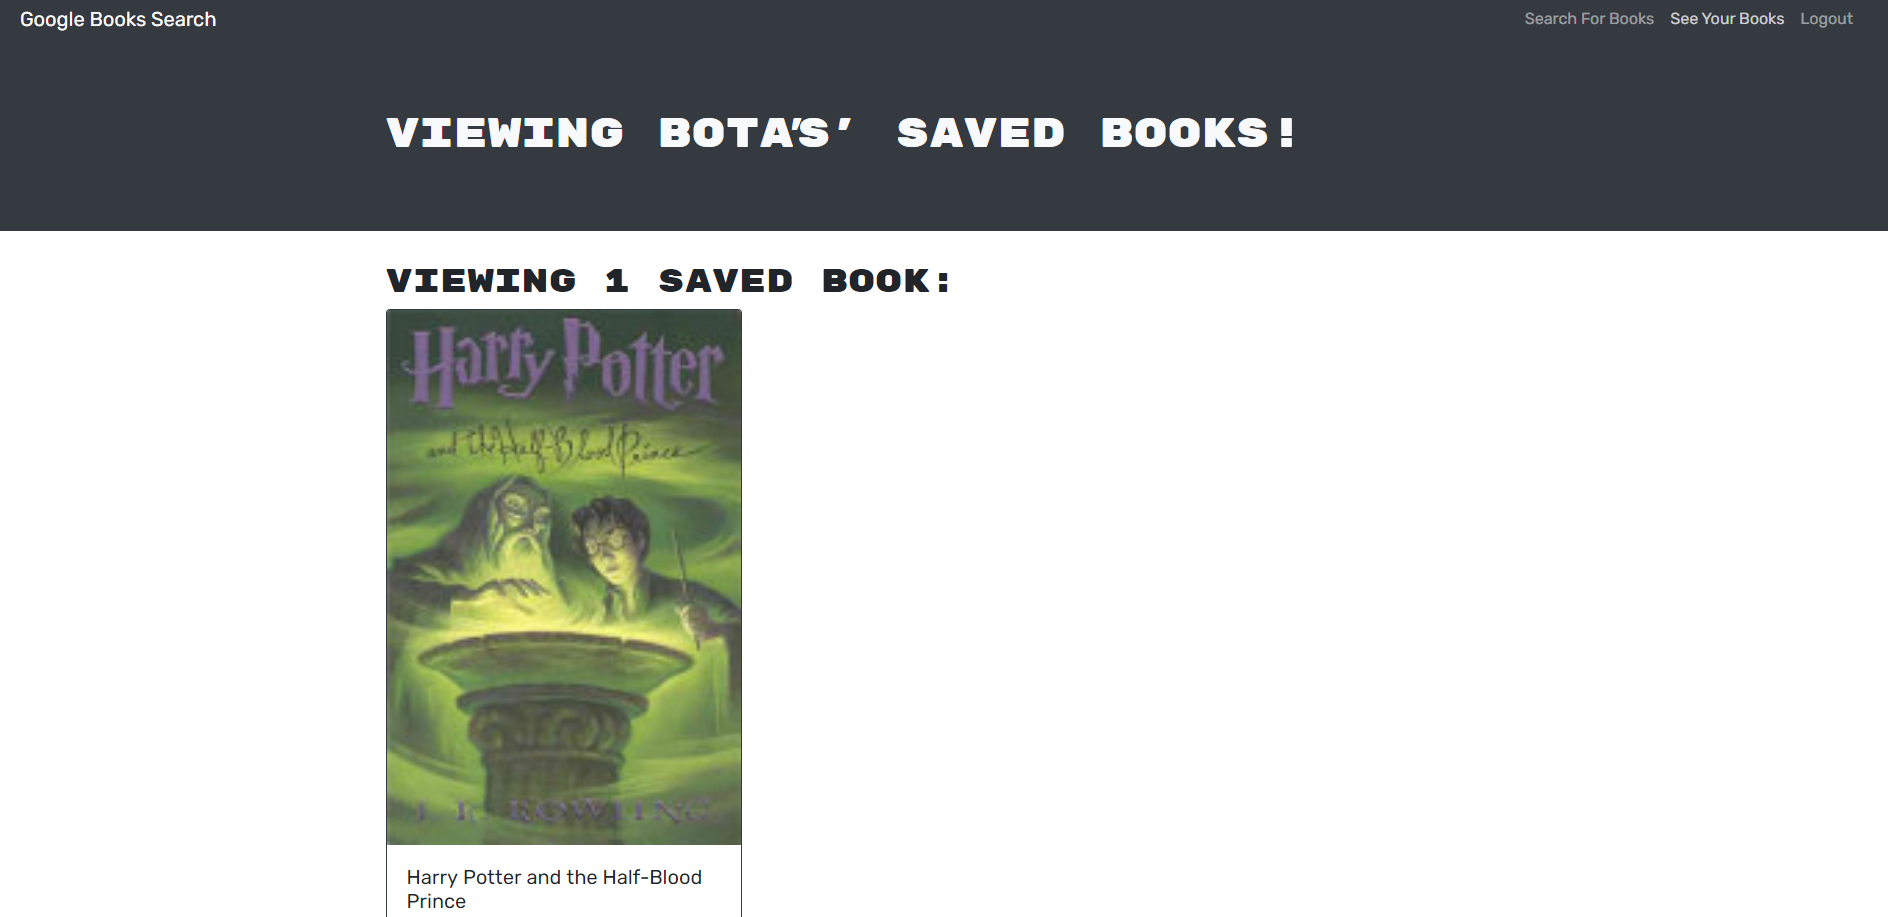 Google Books Search
Search For Books See Your Books Logout
VIEWING BOTA'S' SAVED BOOKS!
VIEWING 1 SAVED BOOK:
Harry Potter
and the Half-Blood Prince
J. K. ROWLING
Harry Potter and the Half-Blood
Prince